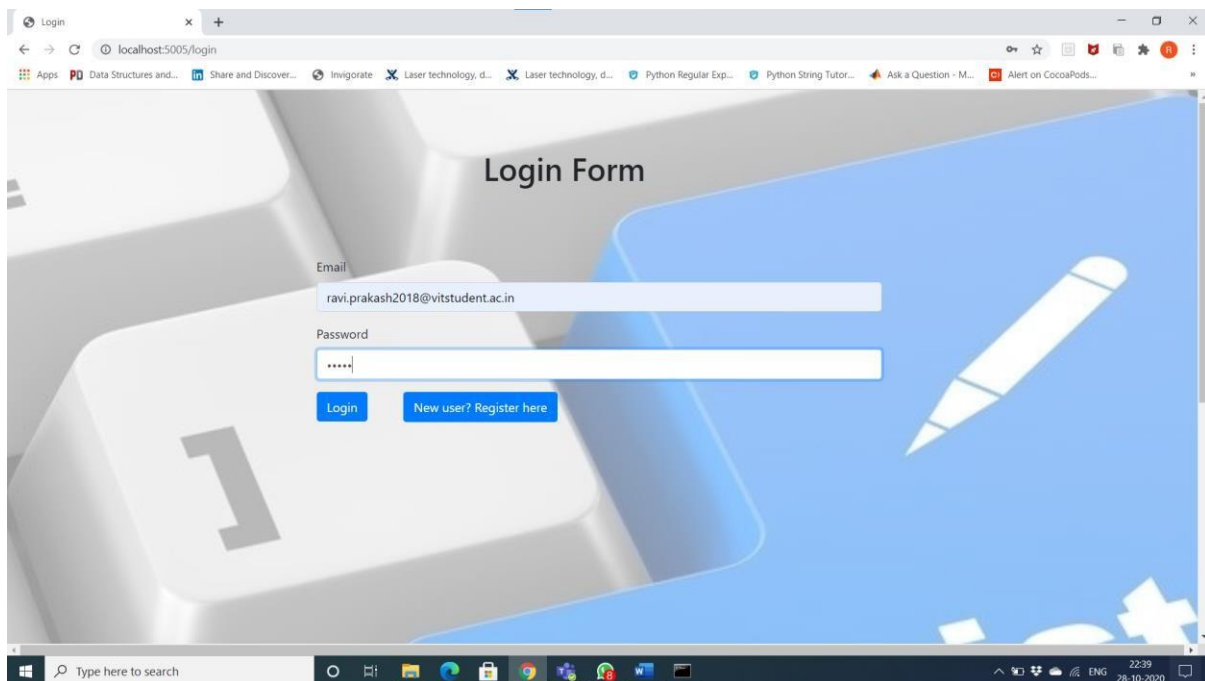 Login
localhost:5005/login
R
Apps PD Data Structures and... in Share and Discover... Invigorate Laser technology, d... Laser technology, d... Python Regular Exp... Python String Tutor... Ask a Question - M... Alert on CocoaPods... »
Login Form
Email
ravi.prakash2018@vitstudent.ac.in
Password
•••••
Login New user? Register here
]
Type here to search
ENG
22:39
28-10-2020